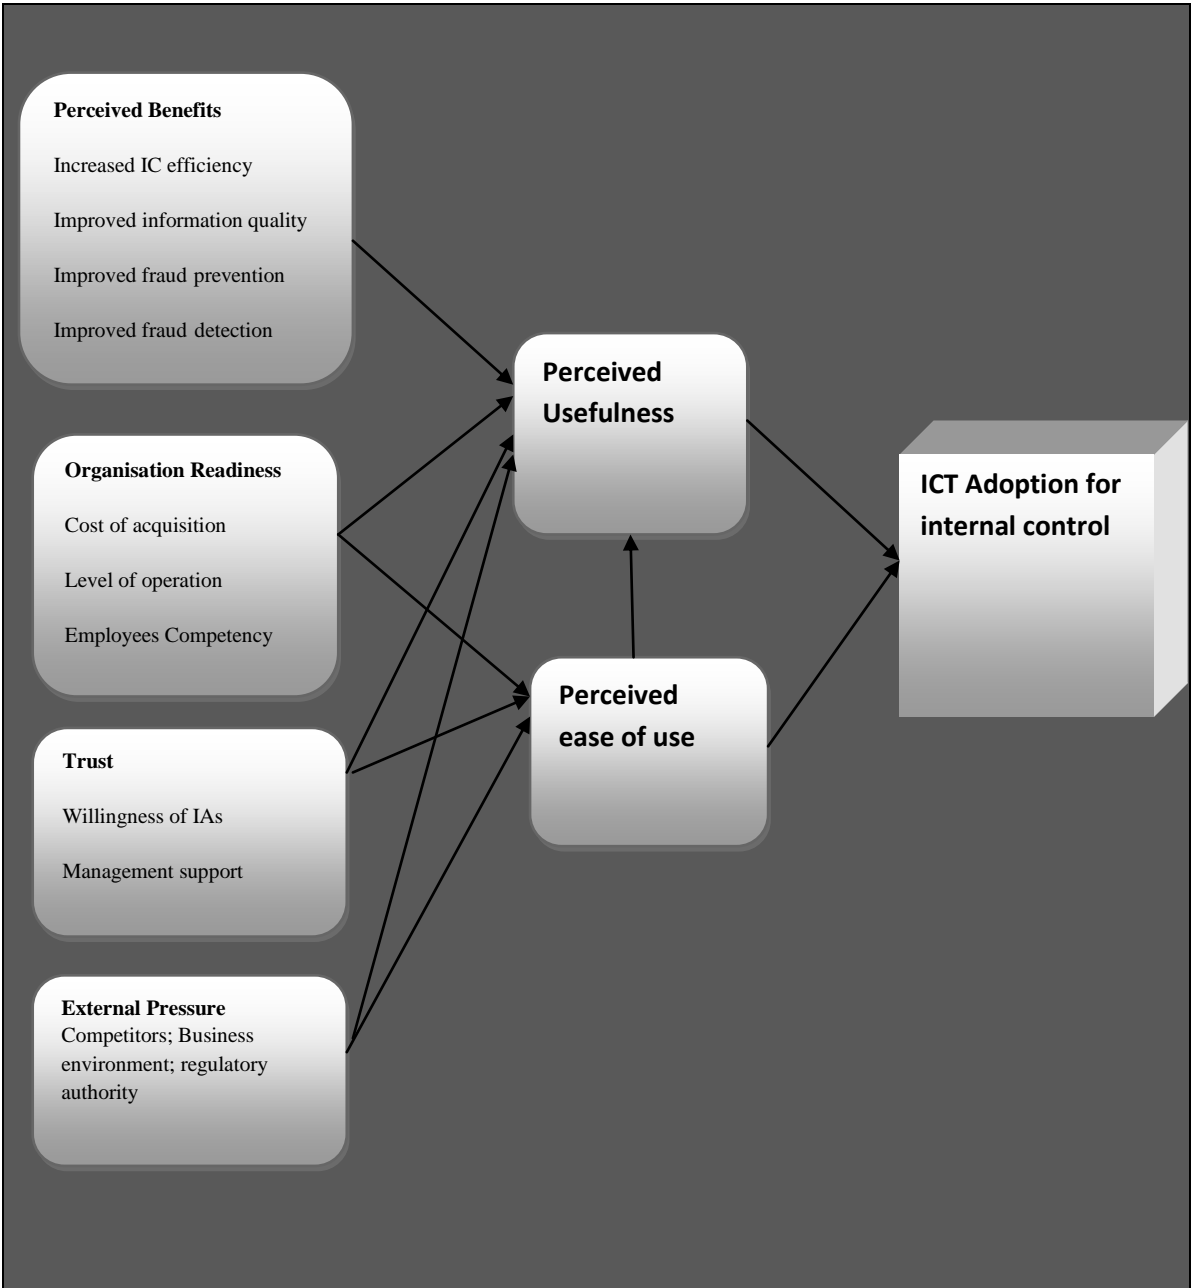 Perceived Benefits
Increased IC efficiency
Improved information quality
Improved fraud prevention
Improved fraud detection
Organisation Readiness
Cost of acquisition
Level of operation
Employees Competency
Trust
Willingness of IAs
Management support
External Pressure
Competitors; Business
environment; regulatory
authority
Perceived
Usefulness
Perceived
ease of use
ICT Adoption for
internal control